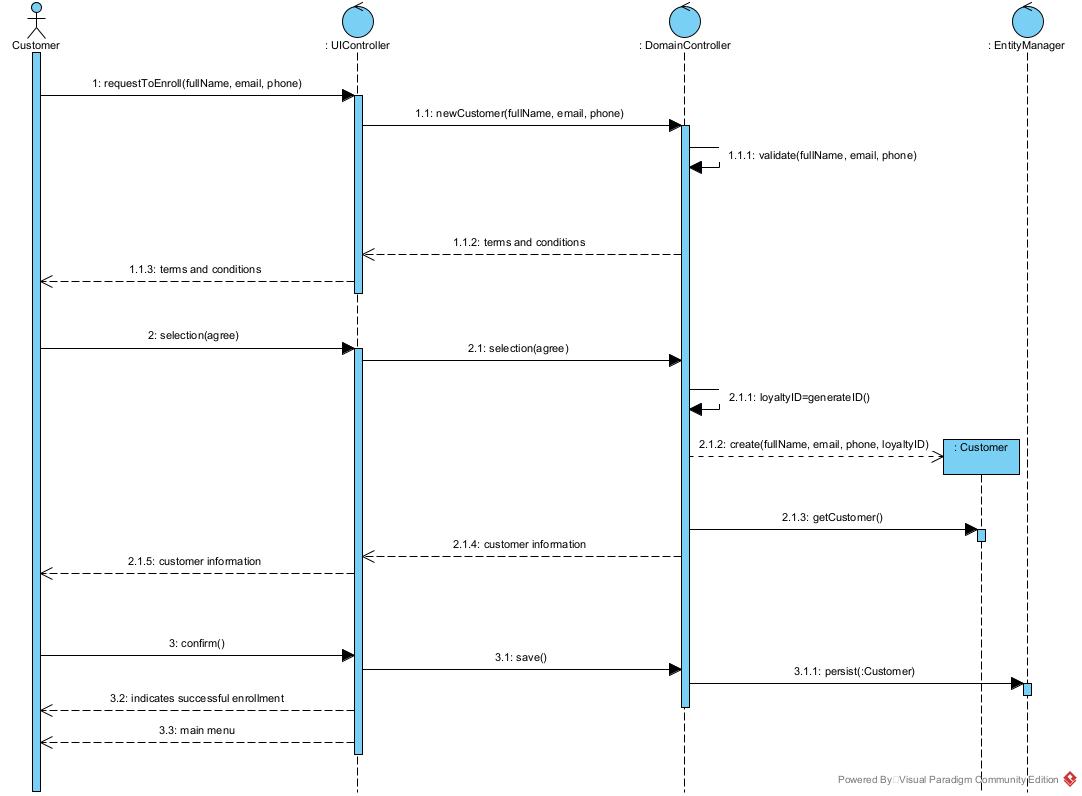 Customer
: UIController
: DomainController
: EntityManager
1: requestToEnroll(fullName, email, phone)
1.1: newCustomer(fullName, email, phone)
1.1.1: validate(fullName, email, phone)
1.1.2: terms and conditions
1.1.3: terms and conditions
2: selection(agree)
2.1: selection(agree)
2.1.1: loyaltyID=generateID()
2.1.2: create(fullName, email, phone, loyaltyID)
: Customer
2.1.3: getCustomer()
2.1.4: customer information
2.1.5: customer information
3: confirm()
3.1: save()
3.1.1: persist(:Customer)
3.2: indicates successful enrollment
3.3: main menu
Powered By Visual Paradigm Community Edition